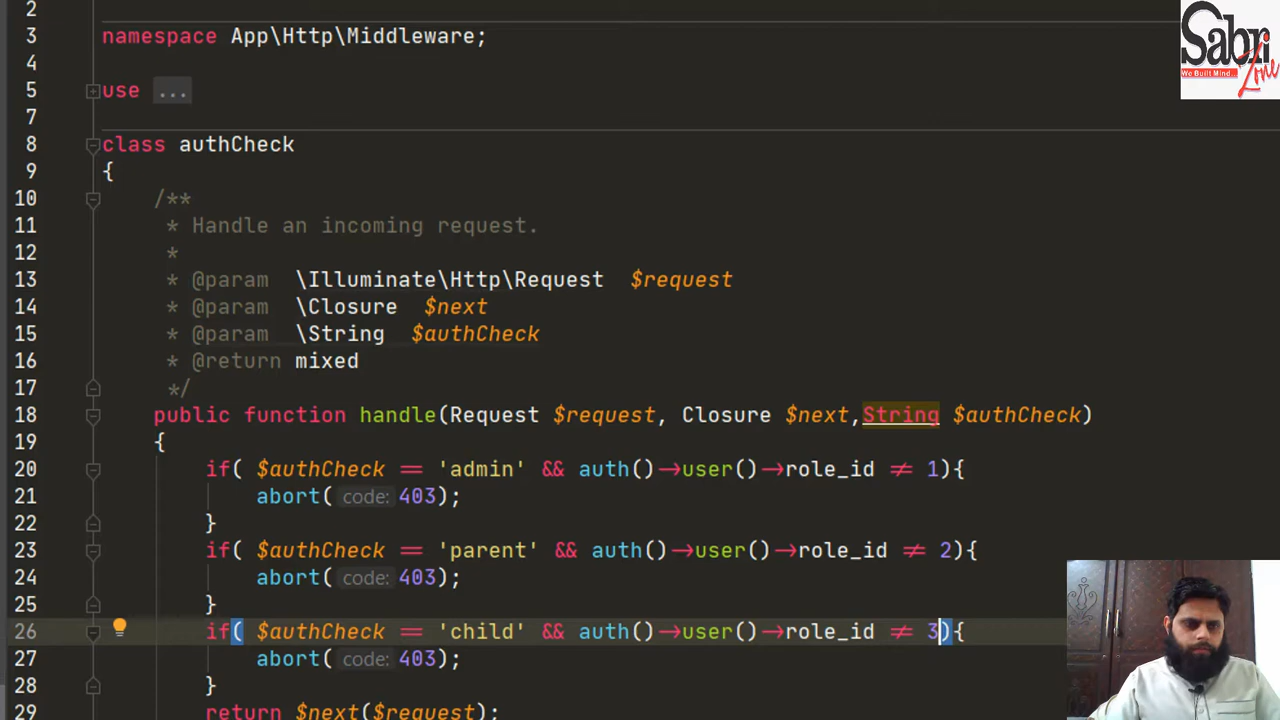 2
3 namespace App\Http\Middleware;
4
5 use ...
7
8 class authCheck
9 {
10 /**
11 * Handle an incoming request.
12 *
13 * @param \Illuminate\Http\Request $request
14 * @param \Closure $next
15 * @param \String $authCheck
16 * @return mixed
17 */
18 public function handle(Request $request, Closure $next,String $authCheck)
19 {
20 if( $authCheck == 'admin' && auth()->user()->role_id != 1){
21 abort( code: 403);
22 }
23 if( $authCheck == 'parent' && auth()->user()->role_id != 2){
24 abort( code: 403);
25 }
26 if( $authCheck == 'child' && auth()->user()->role_id != 3){
27 abort( code: 403);
28 }
29 return $next($request);
Sabri
We Built Mind...
Zone